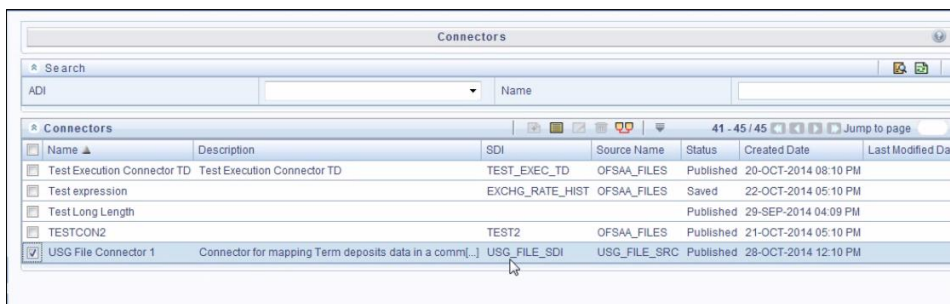 Connectors
Search
ADI Name
Connectors 41 - 45 / 45 Jump to page
Name Description SDI Source Name Status Created Date Last Modified Da
Test Execution Connector TD Test Execution Connector TD TEST_EXEC_TD OFSAA_FILES Published 20-OCT-2014 08:10 PM
Test expression EXCHG_RATE_HIST OFSAA_FILES Saved 22-OCT-2014 05:10 PM
Test Long Length Published 29-SEP-2014 04:09 PM
TESTCON2 TEST2 OFSAA_FILES Published 21-OCT-2014 05:10 PM
USG File Connector 1 Connector for mapping Term deposits data in a comm[...] USG_FILE_SDI USG_FILE_SRC Published 28-OCT-2014 12:10 PM